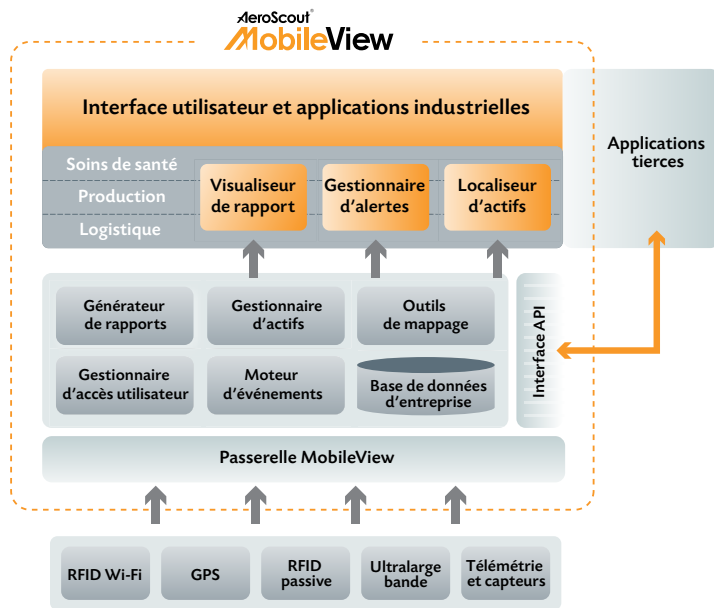 AeroScout®
MobileView
Interface utilisateur et applications industrielles
Applications
tierces
Soins de santé
Production
Logistique
Visualiseur
de rapport
Gestionnaire
d'alertes
Localiseur
d'actifs
Générateur
de rapports
Gestionnaire
d'actifs
Outils
de mappage
Gestionnaire
d'accès utilisateur
Moteur
d'événements
Base de données
d'entreprise
Interface API
Passerelle MobileView
RFID Wi-Fi
GPS
RFID
passive
Ultralarge
bande
Télémétrie
et capteurs